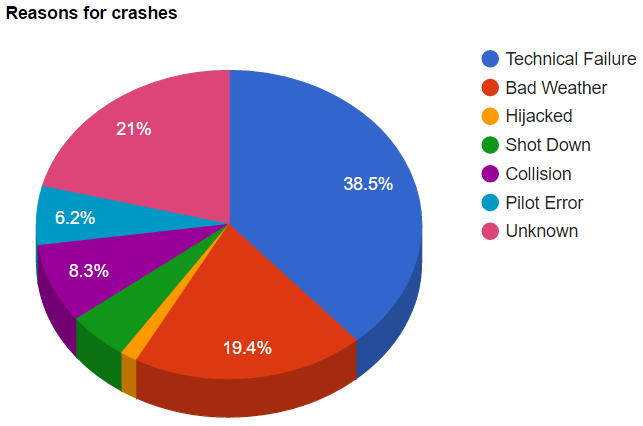 Reasons for crashes
Technical Failure
Bad Weather
Hijacked
Shot Down
Collision
Pilot Error
Unknown
21%
38.5%
6.2%
8.3%
19.4%